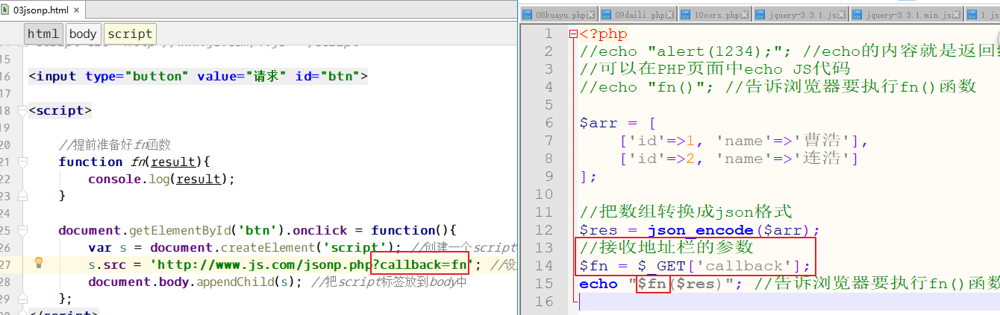 03jsonp.html
html body script
15
16 <input type="button" value="请求" id="btn">
17
18 <script>
19
20 //提前准备好fn函数
21 function fn(result){
22 console.log(result);
23 }
24
25 document.getElementById('btn').onclick = function(){
26 var s = document.createElement('script'); //创建一个script
27 s.src = 'http://www.js.com/jsonp.php?callback=fn'; //设
28 document.body.appendChild(s); //把script标签放到body中
29 };
</script>
08kuayu.php 09daili.php 10cors.php jquery-3.3.1.js jquery-3.3.1.min.js 1.js
1 <?php
2 //echo "alert(1234);"; //echo的内容就是返回
3 //可以在PHP页面中echo JS代码
4 //echo "fn()"; //告诉浏览器要执行fn()函数
5
6 $arr = [
7 ['id'=>1, 'name'=>'曹浩'],
8 ['id'=>2, 'name'=>'连浩']
9 ];
10
11 //把数组转换成json格式
12 $res = json_encode($arr);
13 //接收地址栏的参数
14 $fn = $_GET['callback'];
15 echo "$fn($res)"; //告诉浏览器要执行fn()函数
16